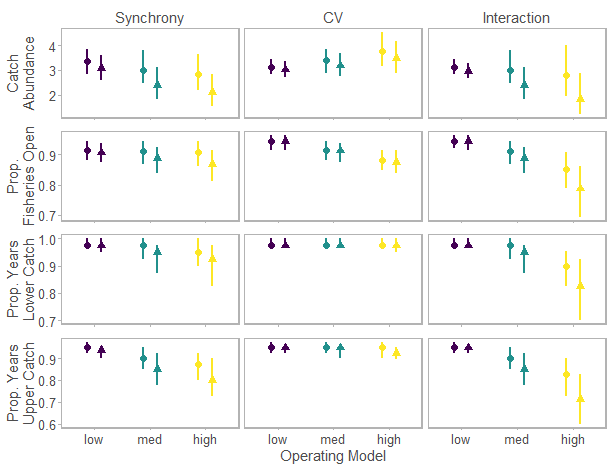 Synchrony CV Interaction
Catch
Abundance
4
3
2
Prop.
Fisheries Open
0.9
0.8
0.7
Prop. Years
Lower Catch
1.0
0.9
0.8
0.7
Prop. Years
Upper Catch
0.9
0.8
0.7
0.6
low med high low med high low med high
Operating Model